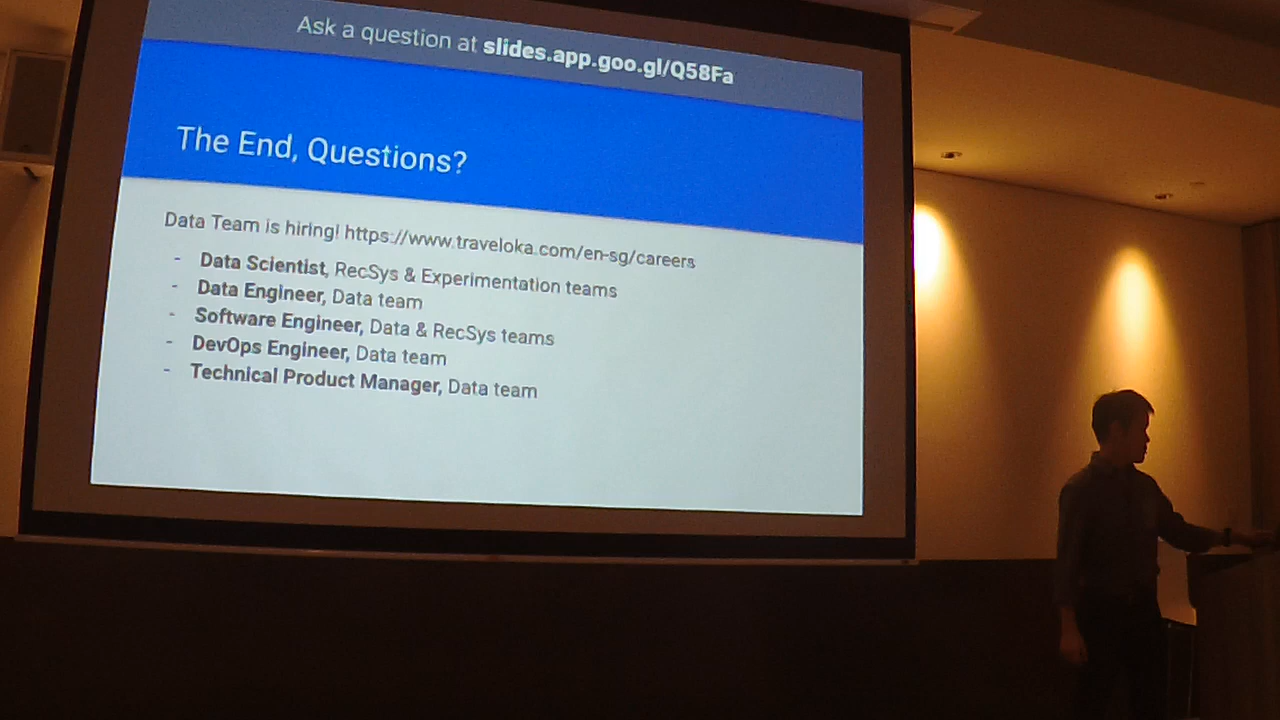 Ask a question at slides.app.goo.gl/Q58Fa
The End, Questions?
Data Team is hiring! https://www.traveloka.com/en-sg/careers
- Data Scientist, RecSys & Experimentation teams
- Data Engineer, Data team
- Software Engineer, Data & RecSys teams
- DevOps Engineer, Data team
- Technical Product Manager, Data team